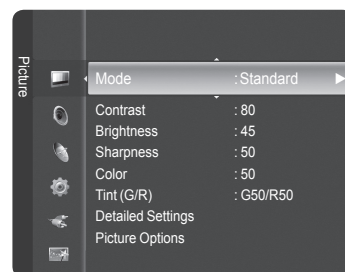 Picture
Mode : Standard
Contrast : 80
Brightness : 45
Sharpness : 50
Color : 50
Tint (G/R) : G50/R50
Detailed Settings
Picture Options